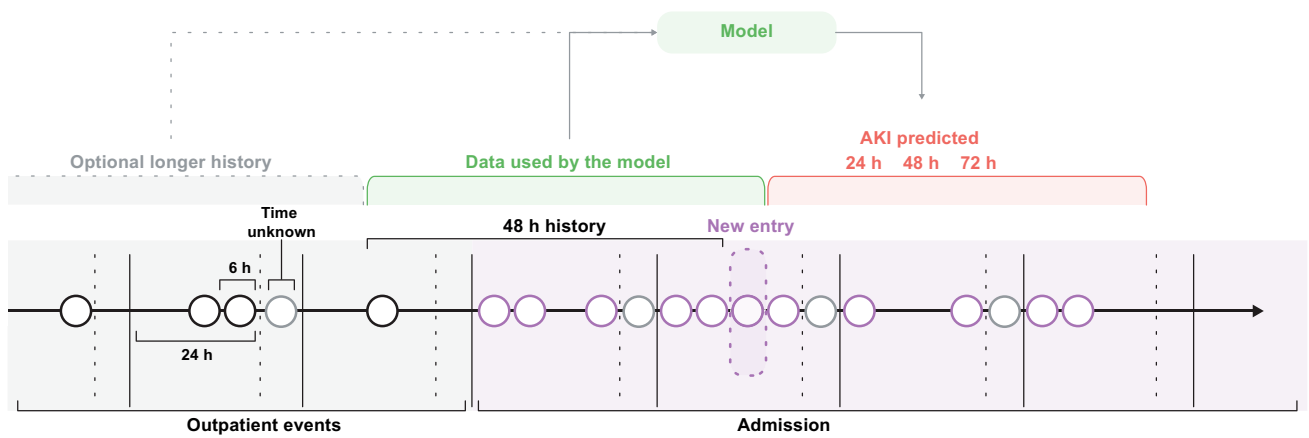 Model
AKI predicted
24 h 48 h 72 h
Optional longer history
Data used by the model
Time
unknown
48 h history
New entry
6 h
24 h
Outpatient events
Admission